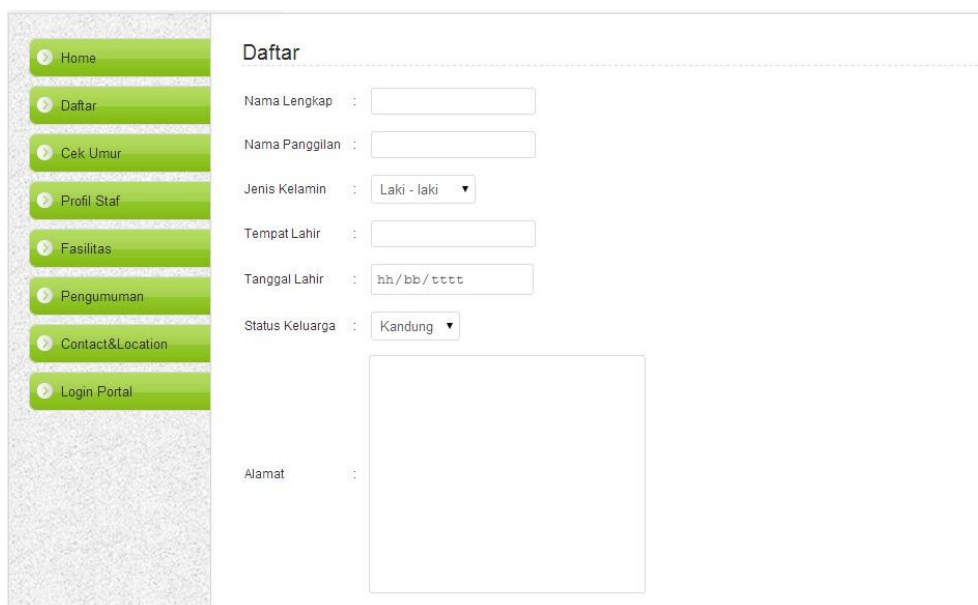 Home
Daftar
Cek Umur
Profil Staf
Fasilitas
Pengumuman
Contact&Location
Login Portal
Daftar
Nama Lengkap :
Nama Panggilan :
Jenis Kelamin : Laki - laki
Tempat Lahir :
Tanggal Lahir : hh/bb/tttt
Status Keluarga : Kandung
Alamat :